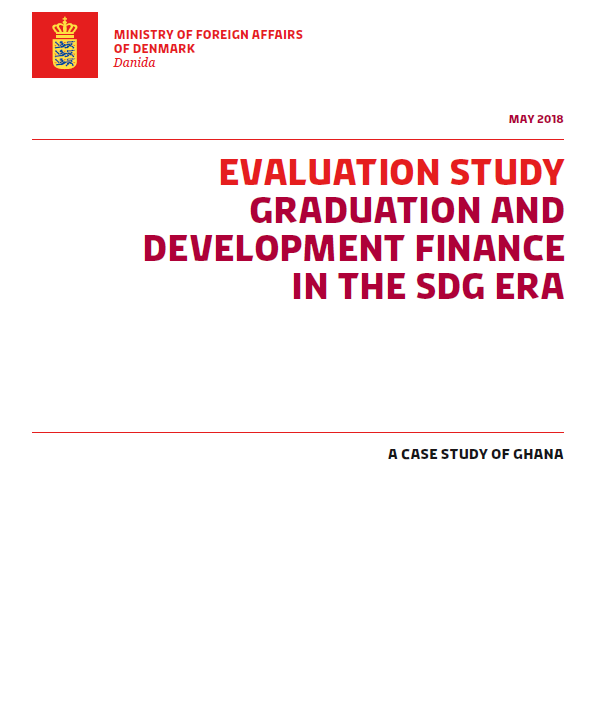 MINISTRY OF FOREIGN AFFAIRS
OF DENMARK
Danida
MAY 2018
EVALUATION STUDY
GRADUATION AND
DEVELOPMENT FINANCE
IN THE SDG ERA
A CASE STUDY OF GHANA